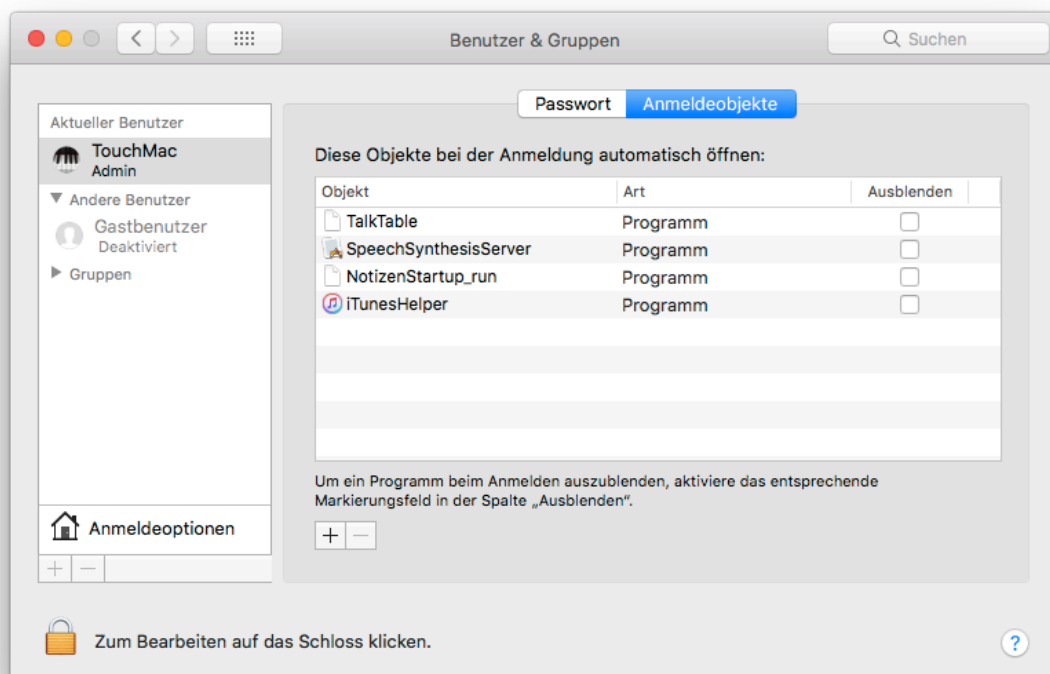 Benutzer & Gruppen
Suchen
Passwort
Anmeldeobjekte
Aktueller Benutzer
TouchMac
Admin
Andere Benutzer
Gastbenutzer
Deaktiviert
Gruppen
Anmeldeoptionen
Diese Objekte bei der Anmeldung automatisch öffnen:
Objekt Art Ausblenden
TalkTable Programm
SpeechSynthesisServer Programm
NotizenStartup_run Programm
iTunesHelper Programm
Um ein Programm beim Anmelden auszublenden, aktiviere das entsprechende
Markierungsfeld in der Spalte „Ausblenden“.
Zum Bearbeiten auf das Schloss klicken.